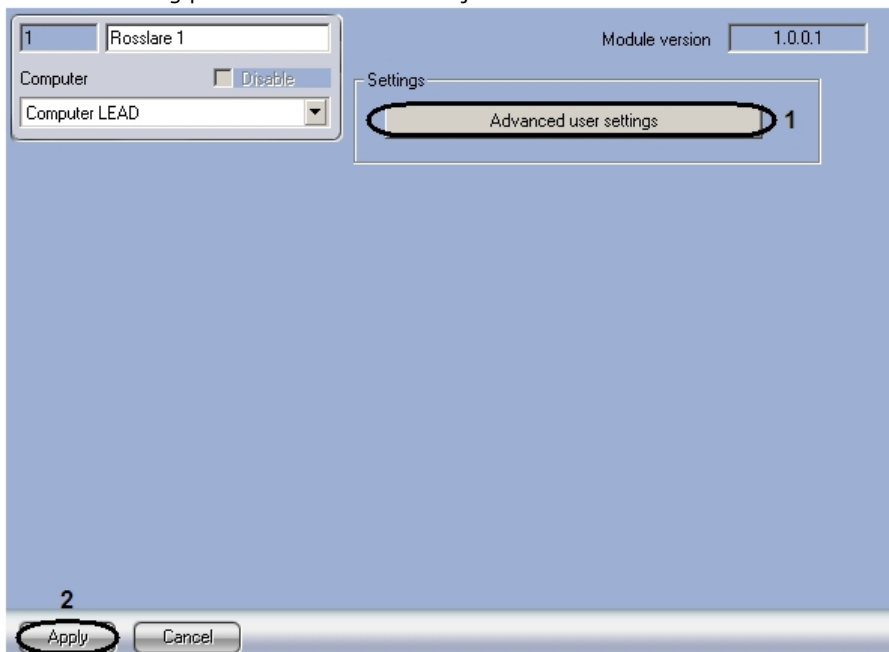 1 Rosslare 1
Module version 1.0.0.1
Computer Disable
Settings
Computer LEAD
Advanced user settings 1
2
Apply Cancel